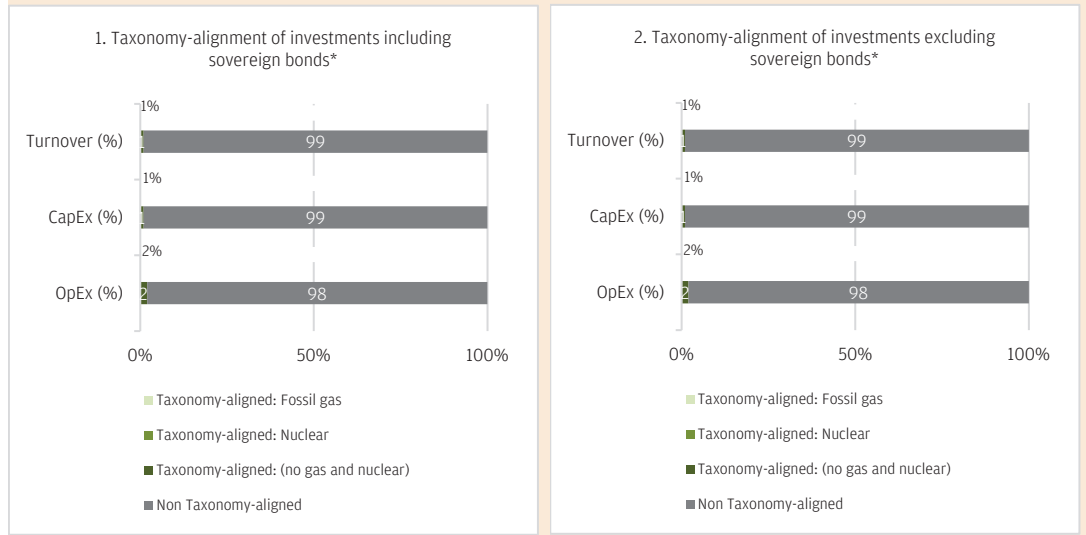 1. Taxonomy-alignment of investments including
sovereign bonds*
1%
Turnover (%)
1
99
1%
CapEx (%)
1
99
2%
OpEx (%)
2
98
0%
50%
100%
Taxonomy-aligned: Fossil gas
Taxonomy-aligned: Nuclear
Taxonomy-aligned: (no gas and nuclear)
Non Taxonomy-aligned
2. Taxonomy-alignment of investments excluding
sovereign bonds*
1%
Turnover (%)
1
99
1%
CapEx (%)
1
99
2%
OpEx (%)
2
98
0%
50%
100%
Taxonomy-aligned: Fossil gas
Taxonomy-aligned: Nuclear
Taxonomy-aligned: (no gas and nuclear)
Non Taxonomy-aligned